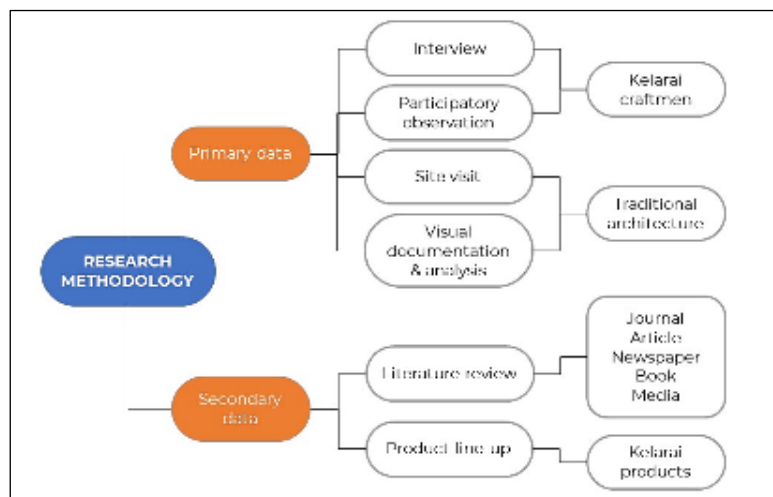 Interview
Kelarai
craftmen
Participatory
observation
Primary data
Site visit
Traditional
architecture
Visual
documentation
& analysis
RESEARCH
METHODOLOGY
Journal
Article
Newspaper
Book
Media
Literature review
Secondary
data
Product line-up
Kelarai
products